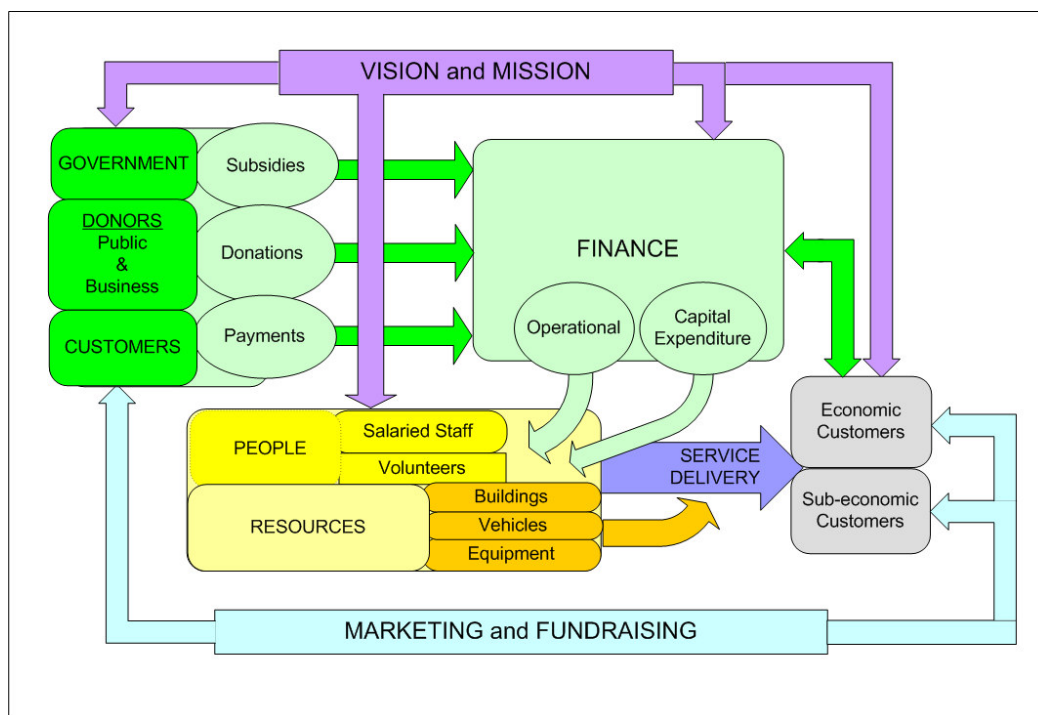 VISION and MISSION
GOVERNMENT
Subsidies
DONORS
Public
&
Business
Donations
CUSTOMERS
Payments
FINANCE
Operational
Capital
Expenditure
PEOPLE
Salaried Staff
Volunteers
RESOURCES
Buildings
Vehicles
Equipment
SERVICE
DELIVERY
Economic
Customers
Sub-economic
Customers
MARKETING and FUNDRAISING